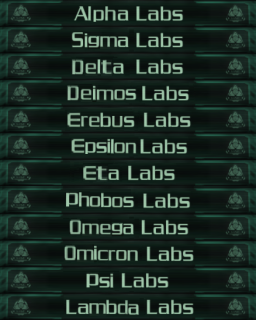 Alpha Labs
Sigma Labs
Delta Labs
Deimos Labs
Erebus Labs
Epsilon Labs
Eta Labs
Phobos Labs
Omega Labs
Omicron Labs
Psi Labs
Lambda Labs